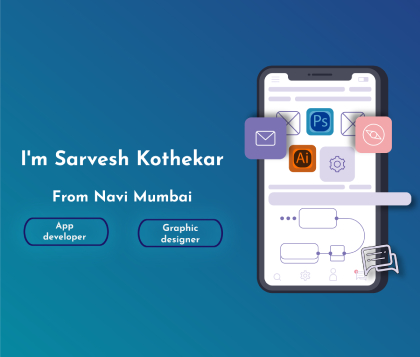 I'm Sarvesh Kothekar
From Navi Mumbai
App
developer
Graphic
designer
Ps
Ai